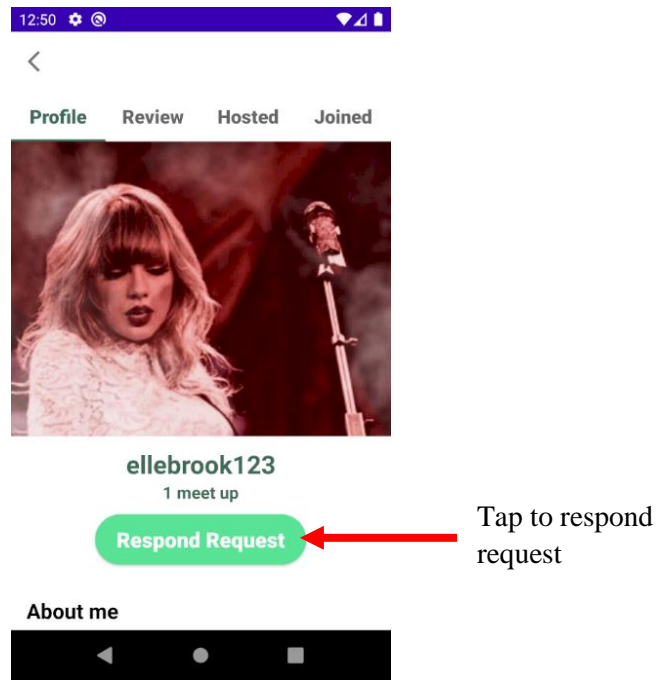 12:50
Profile Review Hosted Joined
ellebrook123
1 meet up
Respond Request
Tap to respond
request
About me